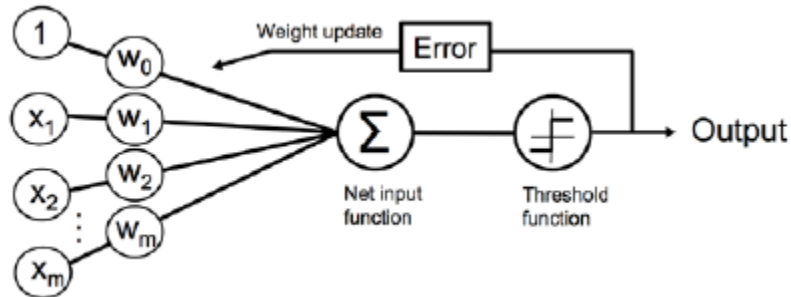 1
w₀
Weight update
Error
x₁
w₁
Σ
Output
x₂
w₂
Net input
function
Threshold
function
wₘ
xₘ